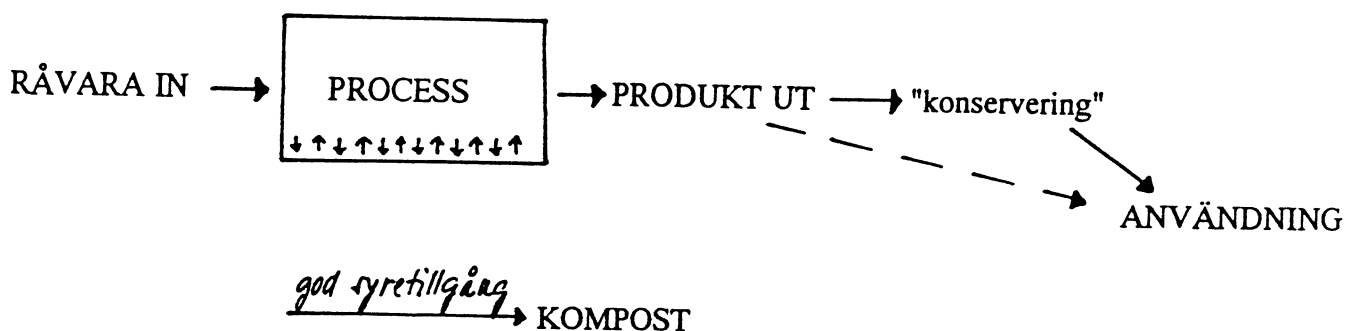 RÅVARA IN PROCESS PRODUKT UT "konservering"
ANVÄNDNING
god syretillgång
KOMPOST